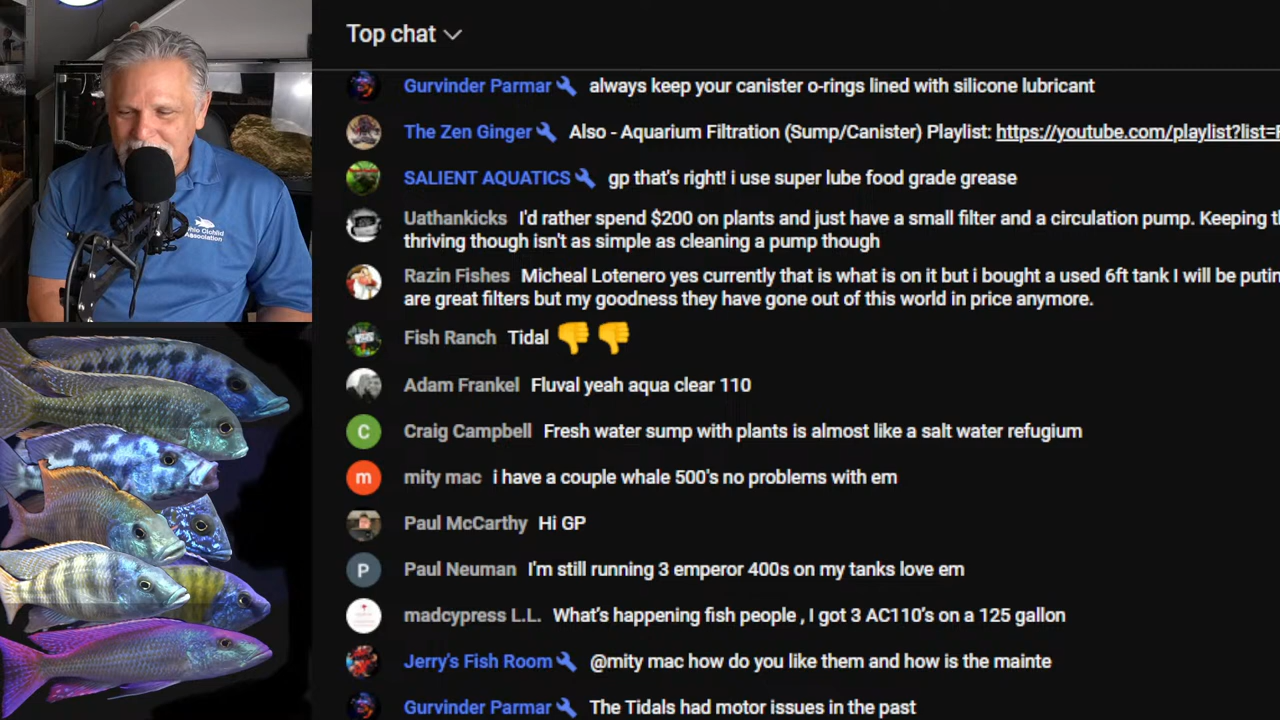 Top chat
Gurvinder Parmar always keep your canister o-rings lined with silicone lubricant
The Zen Ginger Also - Aquarium Filtration (Sump/Canister) Playlist: https://youtube.com/playlist?list=
SALIENT AQUATICS gp that's right! i use super lube food grade grease
Uathankicks I'd rather spend $200 on plants and just have a small filter and a circulation pump. Keeping
thriving though isn't as simple as cleaning a pump though
Razin Fishes Micheal Lotenero yes currently that is what is on it but i bought a used 6ft tank I will be
are great filters but my goodness they have gone out of this world in price anymore.
Fish Ranch Tidal 👎 👎
Adam Frankel Fluval yeah aqua clear 110
C Craig Campbell Fresh water sump with plants is almost like a salt water refugium
m mity mac i have a couple whale 500's no problems with em
Paul McCarthy Hi GP
P Paul Neuman I'm still running 3 emperor 400s on my tanks love em
madcypress L.L. What's happening fish people , I got 3 AC110's on a 125 gallon
Jerry's Fish Room @mity mac how do you like them and how is the mainte
Gurvinder Parmar The Tidals had motor issues in the past
Ohio Cichlid
Association